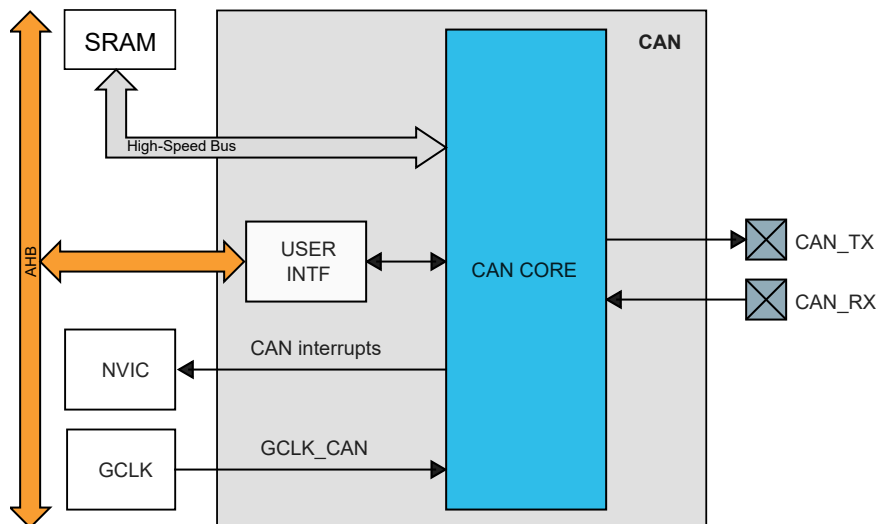 SRAM
CAN
High-Speed Bus
AHB
USER
INTF
CAN CORE
CAN_TX
CAN_RX
CAN interrupts
NVIC
GCLK_CAN
GCLK